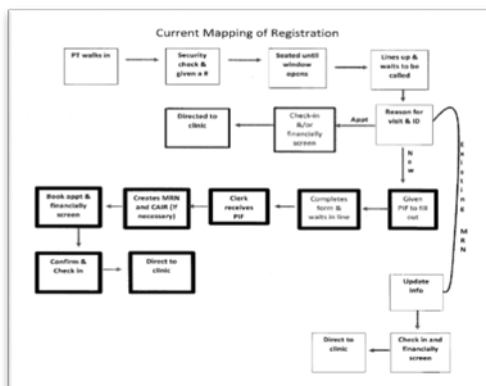 Current Mapping of Registration
PT walks in
Security
check &
given a #
Seated until
window
opens
Lines up &
waits to be
called
Directed to
clinic
Check-in
&/or
financially
screen
Appt
Reason for
visit & ID
Existing MRN
New
Book appt &
financially
screen
Creates MRN
and CAIR (if
necessary)
Clerk
receives
PIF
Completes
form &
waits in line
Given
PIF to fill
out
Confirm &
Check in
Direct to
clinic
Update
info
Direct to
clinic
Check in and
financially
screen